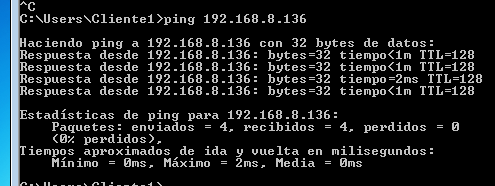 ^C
C:\Users\Cliente1>ping 192.168.8.136
Haciendo ping a 192.168.8.136 con 32 bytes de datos:
Respuesta desde 192.168.8.136: bytes=32 tiempo<1m TTL=128
Respuesta desde 192.168.8.136: bytes=32 tiempo<1m TTL=128
Respuesta desde 192.168.8.136: bytes=32 tiempo=2ms TTL=128
Respuesta desde 192.168.8.136: bytes=32 tiempo<1m TTL=128
Estadísticas de ping para 192.168.8.136:
Paquetes: enviados = 4, recibidos = 4, perdidos = 0
(0% perdidos),
Tiempos aproximados de ida y vuelta en milisegundos:
Mínimo = 0ms, Máximo = 2ms, Media = 0ms
C:\Users\Cliente1>